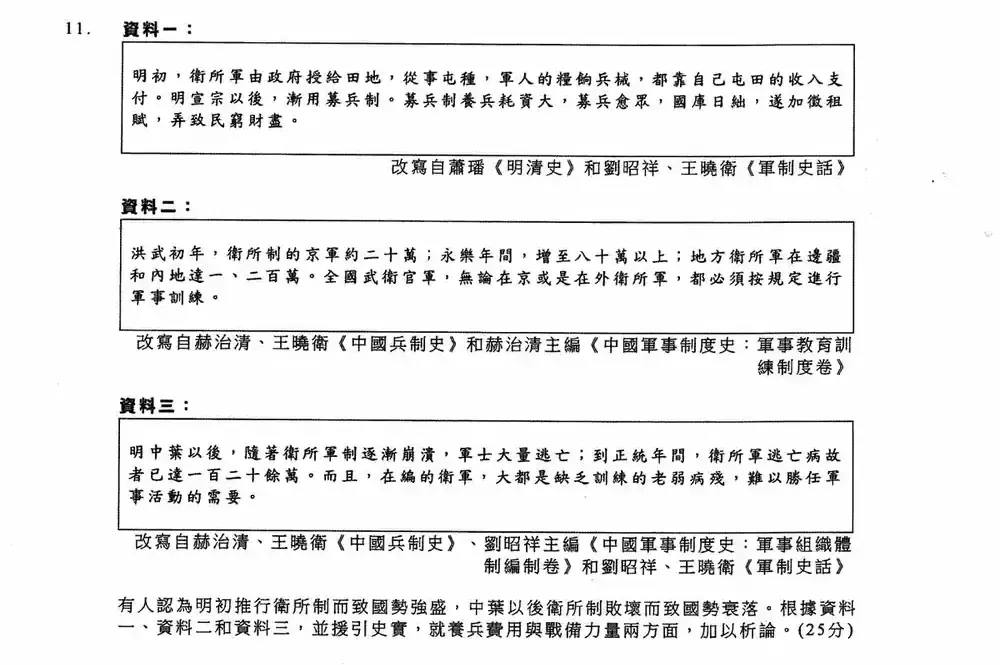 11. 資料一：
明初，衛所軍由政府授給田地，從事屯種，軍人的糧餉兵械，都靠自己屯田的收入支
付。明宣宗以後，漸用募兵制。募兵制養兵耗資大，募兵愈眾，國庫日絀，遂加徵租
賦，弄致民窮財盡。
改寫自蕭璠《明清史》和劉昭祥、王曉衛《軍制史話》
資料二：
洪武初年，衛所制的京軍約二十萬；永樂年間，增至八十萬以上；地方衛所軍在邊疆
和內地達一、二百萬。全國武衛官軍，無論在京或是在外衛所軍，都必須按規定進行
軍事訓練。
改寫自赫治清、王曉衛《中國兵制史》和赫治清主編《中國軍事制度史：軍事教育訓
練制度卷》
資料三：
明中葉以後，隨著衛所軍制逐漸崩潰，軍士大量逃亡；到正統年間，衛所軍逃亡病故
者已達一百二十餘萬。而且，在編的衛軍，大都是缺乏訓練的老弱病殘，難以勝任軍
事活動的需要。
改寫自赫治清、王曉衛《中國兵制史》、劉昭祥主編《中國軍事制度史：軍事組織體
制編制卷》和劉昭祥、王曉衛《軍制史話》
有人認為明初推行衛所制而致國勢強盛，中葉以後衛所制敗壞而致國勢衰落。根據資料
一、資料二和資料三，並援引史實，就養兵費用與戰備力量兩方面，加以析論。(25分)